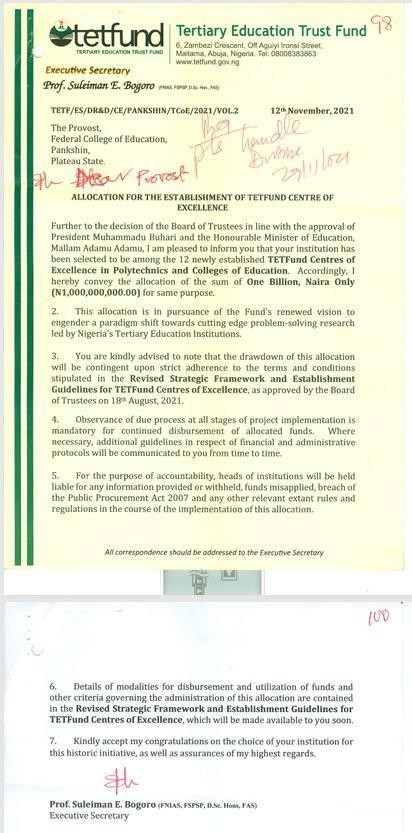 98
tetfund
TERTIARY EDUCATION TRUST FUND
Tertiary Education Trust Fund
6, Zambezi Crescent, Off Aguiyi Ironsi Street,
Maitama, Abuja, Nigeria. Tel: 08008383863
www.tetfund.gov.ng
Executive Secretary
Prof. Suleiman E. Bogoro (FNIAS, FSPSP, D.Sc. Hons, FAS)
TETF/ES/DR&D/CE/PANKSHIN/TCoE/2021/VOL.2 12th November, 2021
The Provost,
Federal College of Education,
Pankshin,
Plateau State.
Reg
pls handle
29/11/021
Dear Provost
ALLOCATION FOR THE ESTABLISHMENT OF TETFUND CENTRE OF
EXCELLENCE
Further to the decision of the Board of Trustees in line with the approval of
President Muhammadu Buhari and the Honourable Minister of Education,
Mallam Adamu Adamu, I am pleased to inform you that your institution has
been selected to be among the 12 newly established TETFund Centres of
Excellence in Polytechnics and Colleges of Education. Accordingly, I
hereby convey the allocation of the sum of One Billion, Naira Only
(N1,000,000,000.00) for same purpose.
2. This allocation is in pursuance of the Fund's renewed vision to
engender a paradigm shift towards cutting edge problem-solving research
led by Nigeria's Tertiary Education Institutions.
3. You are kindly advised to note that the drawdown of this allocation
will be contingent upon strict adherence to the terms and conditions
stipulated in the Revised Strategic Framework and Establishment
Guidelines for TETFund Centres of Excellence, as approved by the Board
of Trustees on 18th August, 2021.
4. Observance of due process at all stages of project implementation is
mandatory for continued disbursement of allocated funds. Where
necessary, additional guidelines in respect of financial and administrative
protocols will be communicated to you from time to time.
5. For the purpose of accountability, heads of institutions will be held
liable for any information provided or withheld, funds misapplied, breach of
the Public Procurement Act 2007 and any other relevant extant rules and
regulations in the course of the implementation of this allocation.
All correspondence should be addressed to the Executive Secretary
100
6. Details of modalities for disbursement and utilization of funds and
other criteria governing the administration of this allocation are contained
in the Revised Strategic Framework and Establishment Guidelines for
TETFund Centres of Excellence, which will be made available to you soon.
7. Kindly accept my congratulations on the choice of your institution for
this historic initiative, as well as assurances of my highest regards.
Prof. Suleiman E. Bogoro (FNIAS, FSPSP, D.Sc. Hons, FAS)
Executive Secretary